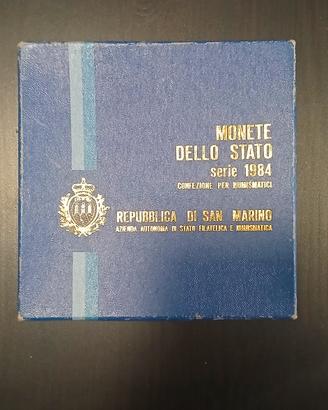 MONETE
DELLO STATO
serie 1984
CONFEZIONE PER NUMISMATICI
REPUBBLICA DI SAN MARINO
AZIENDA AUTONOMA DI STATO FILATELICA E NUMISMATICA